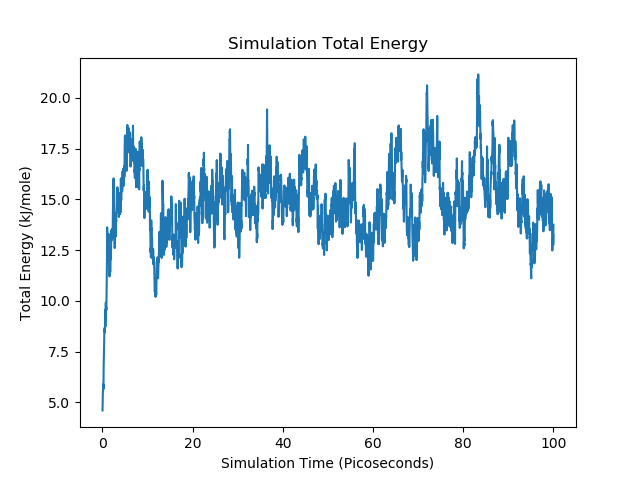 Simulation Total Energy
Total Energy (kJ/mole)
20.0
17.5
15.0
12.5
10.0
7.5
5.0
0 20 40 60 80 100
Simulation Time (Picoseconds)